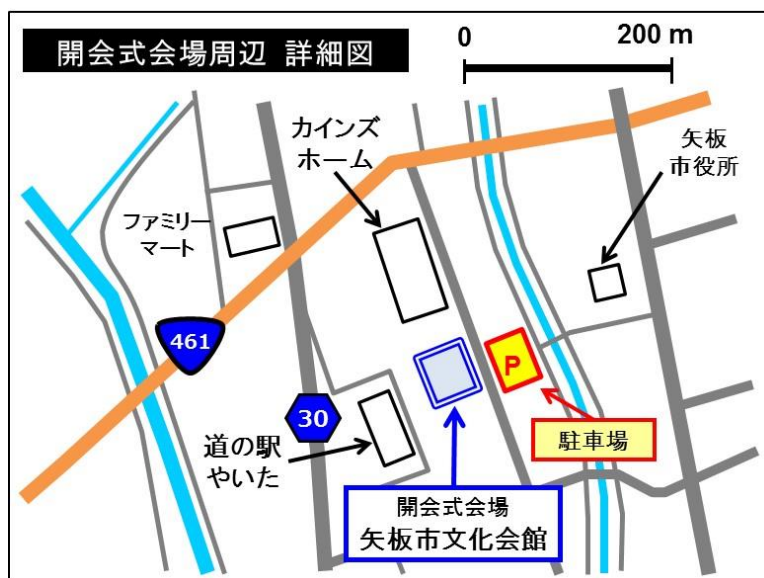 開会式会場周辺 詳細図
0 200 m
カインズ
ホーム
矢板
市役所
ファミリー
マート
461
P
30
駐車場
道の駅
やいた
開会式会場
矢板市文化会館